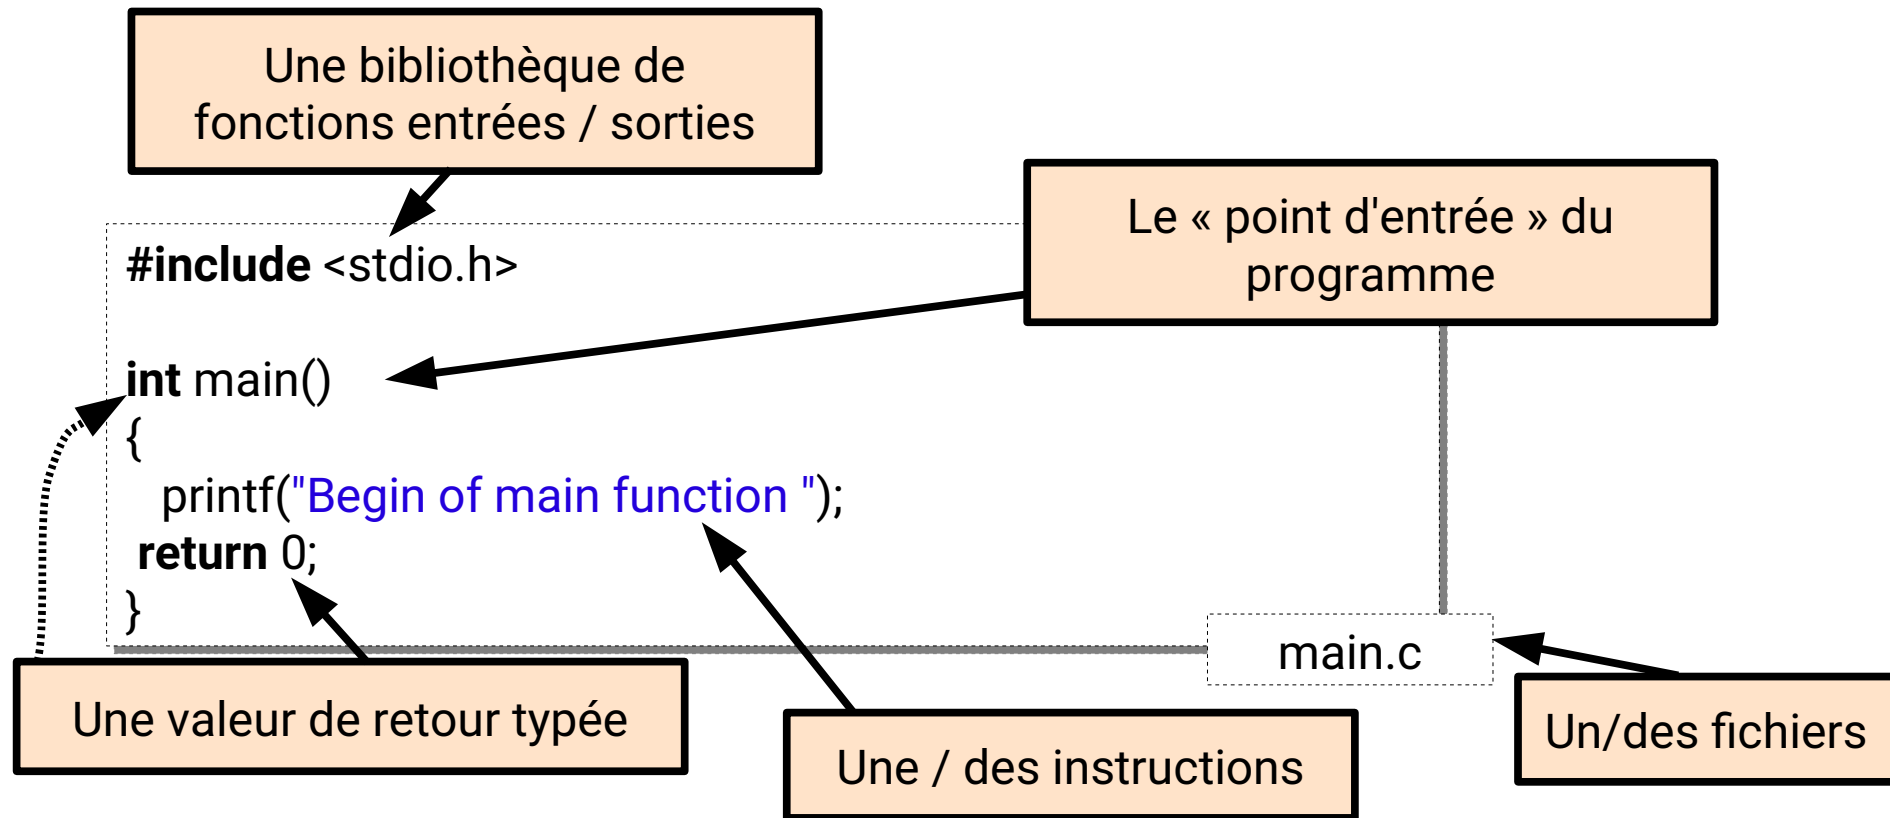 Une bibliothèque de
fonctions entrées / sorties
Le « point d'entrée » du
programme
#include <stdio.h>
int main()
{
printf("Begin of main function ");
return 0;
}
main.c
Une valeur de retour typée
Une / des instructions
Un/des fichiers